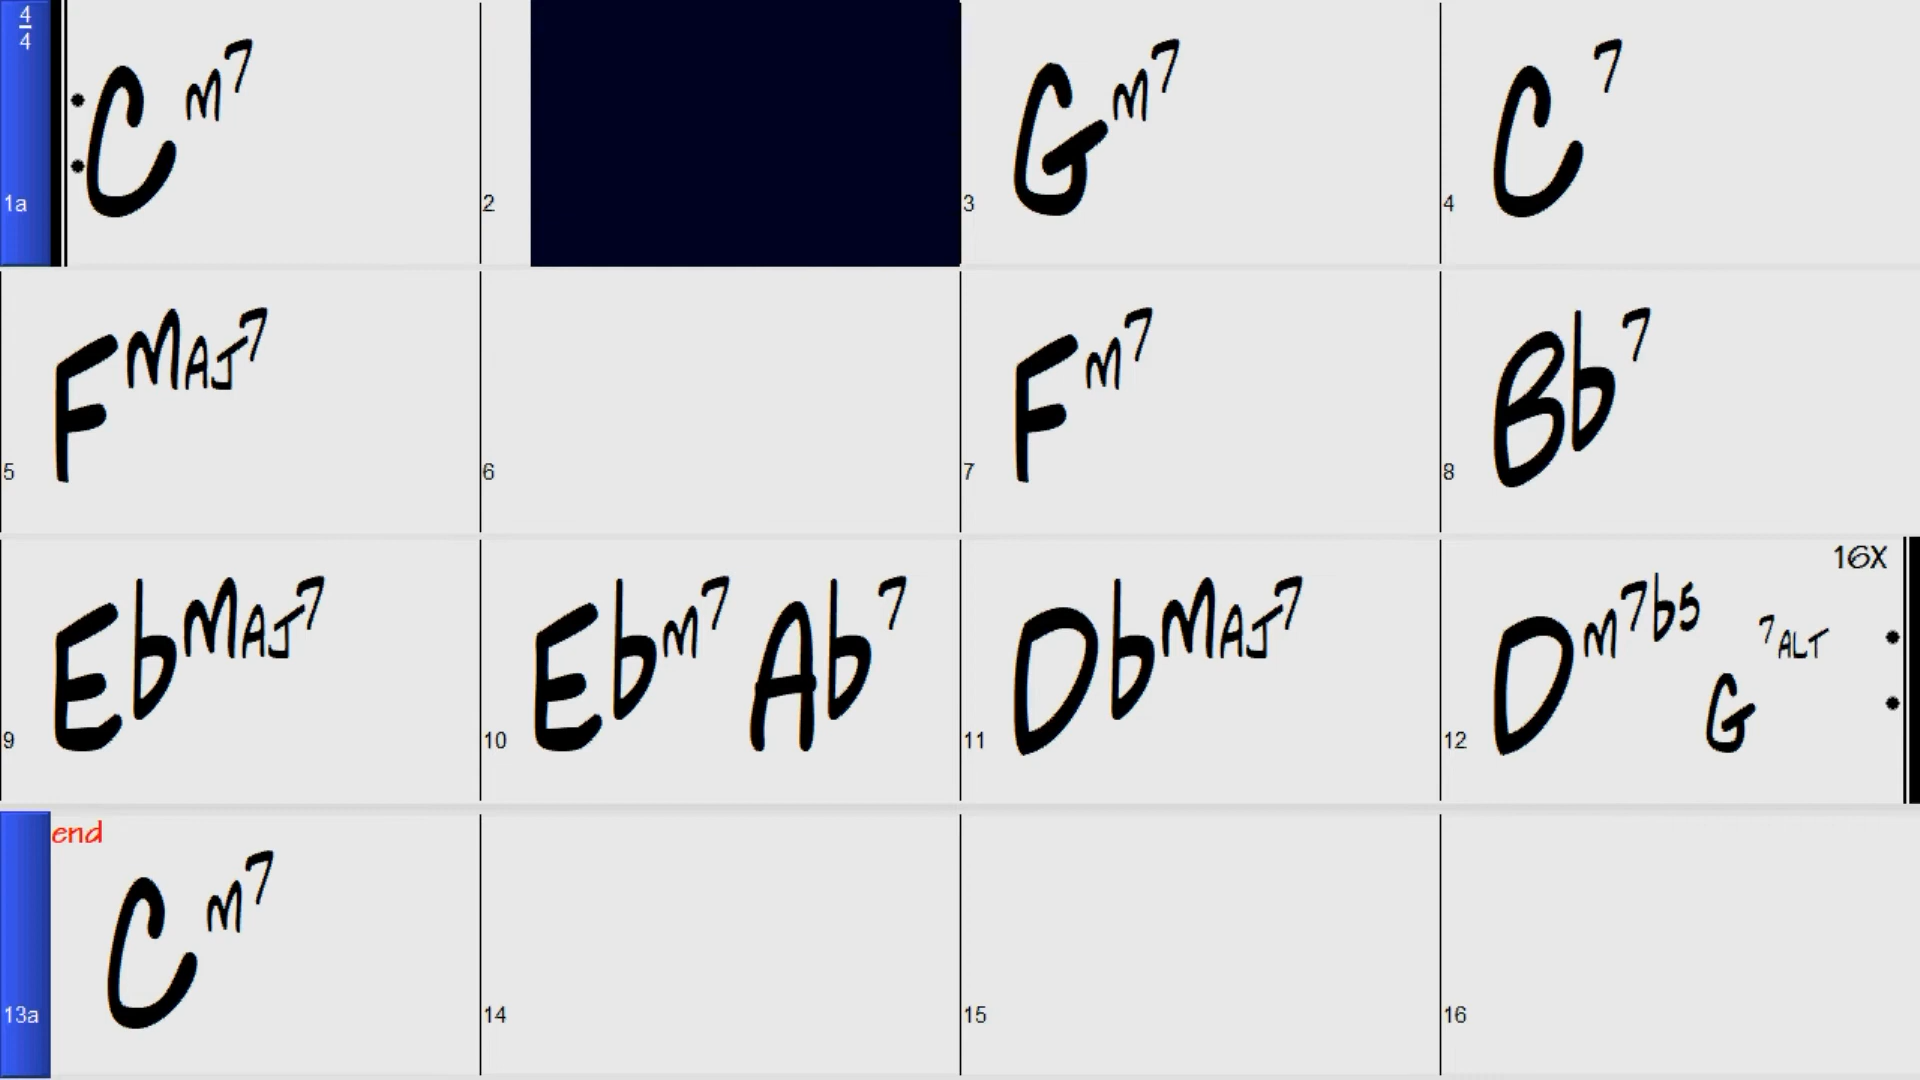 4/4
1a Cm7 2 3 Gm7 4 C7
5 FMAJ7 6 7 Fm7 8 Bb7
16X
9 EbMAJ7 10 Ebm7 Ab7 11 DbMAJ7 12 Dm7b5 G7ALT
end
13a Cm7 14 15 16